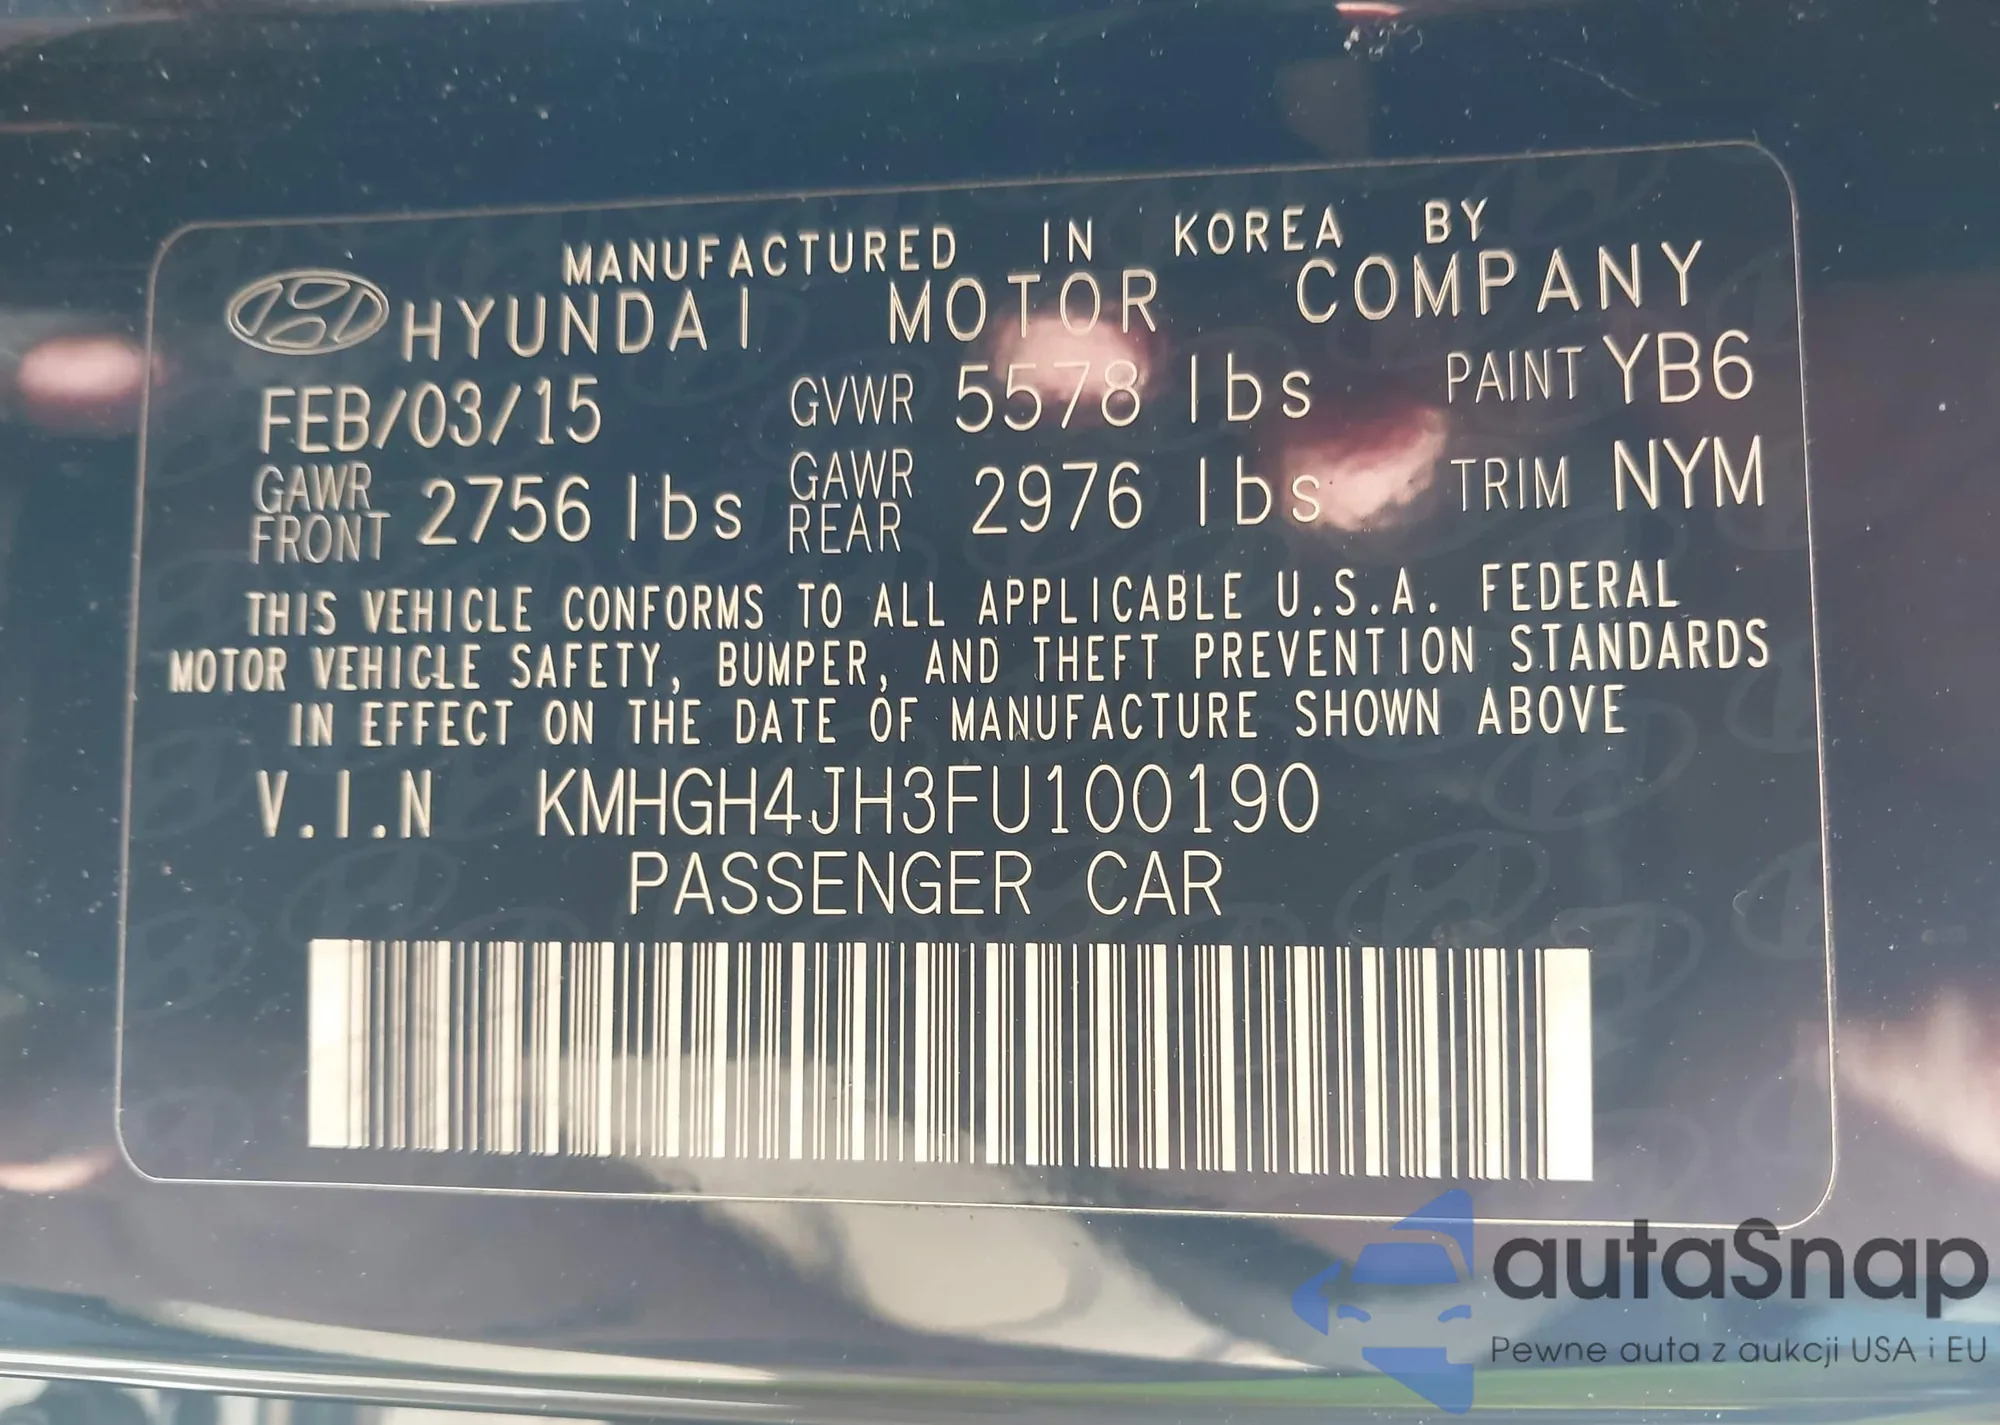 MANUFACTURED IN KOREA BY
HYUNDAI MOTOR COMPANY
FEB/03/15 GVWR 5578 lbs PAINT YB6
GAWR FRONT 2756 lbs GAWR REAR 2976 lbs TRIM NYM
THIS VEHICLE CONFORMS TO ALL APPLICABLE U.S.A. FEDERAL
MOTOR VEHICLE SAFETY, BUMPER, AND THEFT PREVENTION STANDARDS
IN EFFECT ON THE DATE OF MANUFACTURE SHOWN ABOVE
V.I.N KMHGH4JH3FU100190
PASSENGER CAR
autaSnap
Pewne auta z aukcji USA i EU